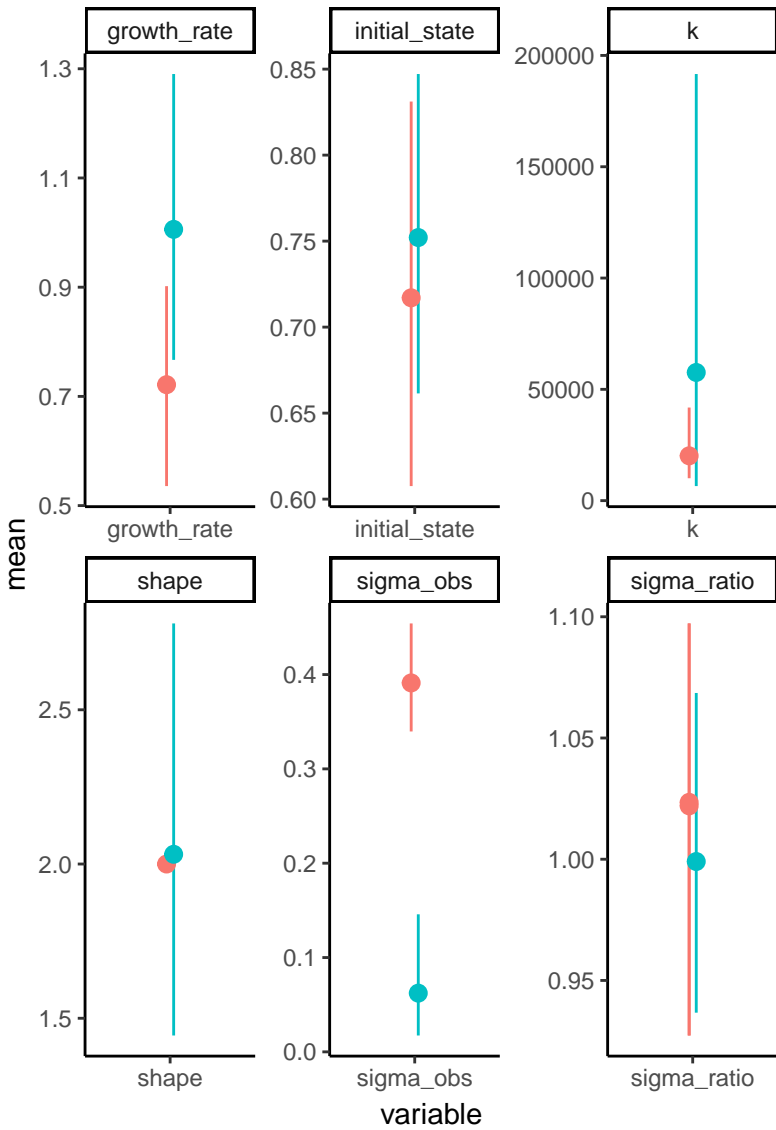 growth_rate
initial_state
k
1.3
1.1
0.9
0.7
0.5
0.85
0.80
0.75
0.70
0.65
0.60
200000
150000
100000
50000
0
growth_rate
initial_state
k
mean
shape
sigma_obs
sigma_ratio
2.5
2.0
1.5
0.4
0.3
0.2
0.1
0.0
1.10
1.05
1.00
0.95
shape
sigma_obs
sigma_ratio
variable